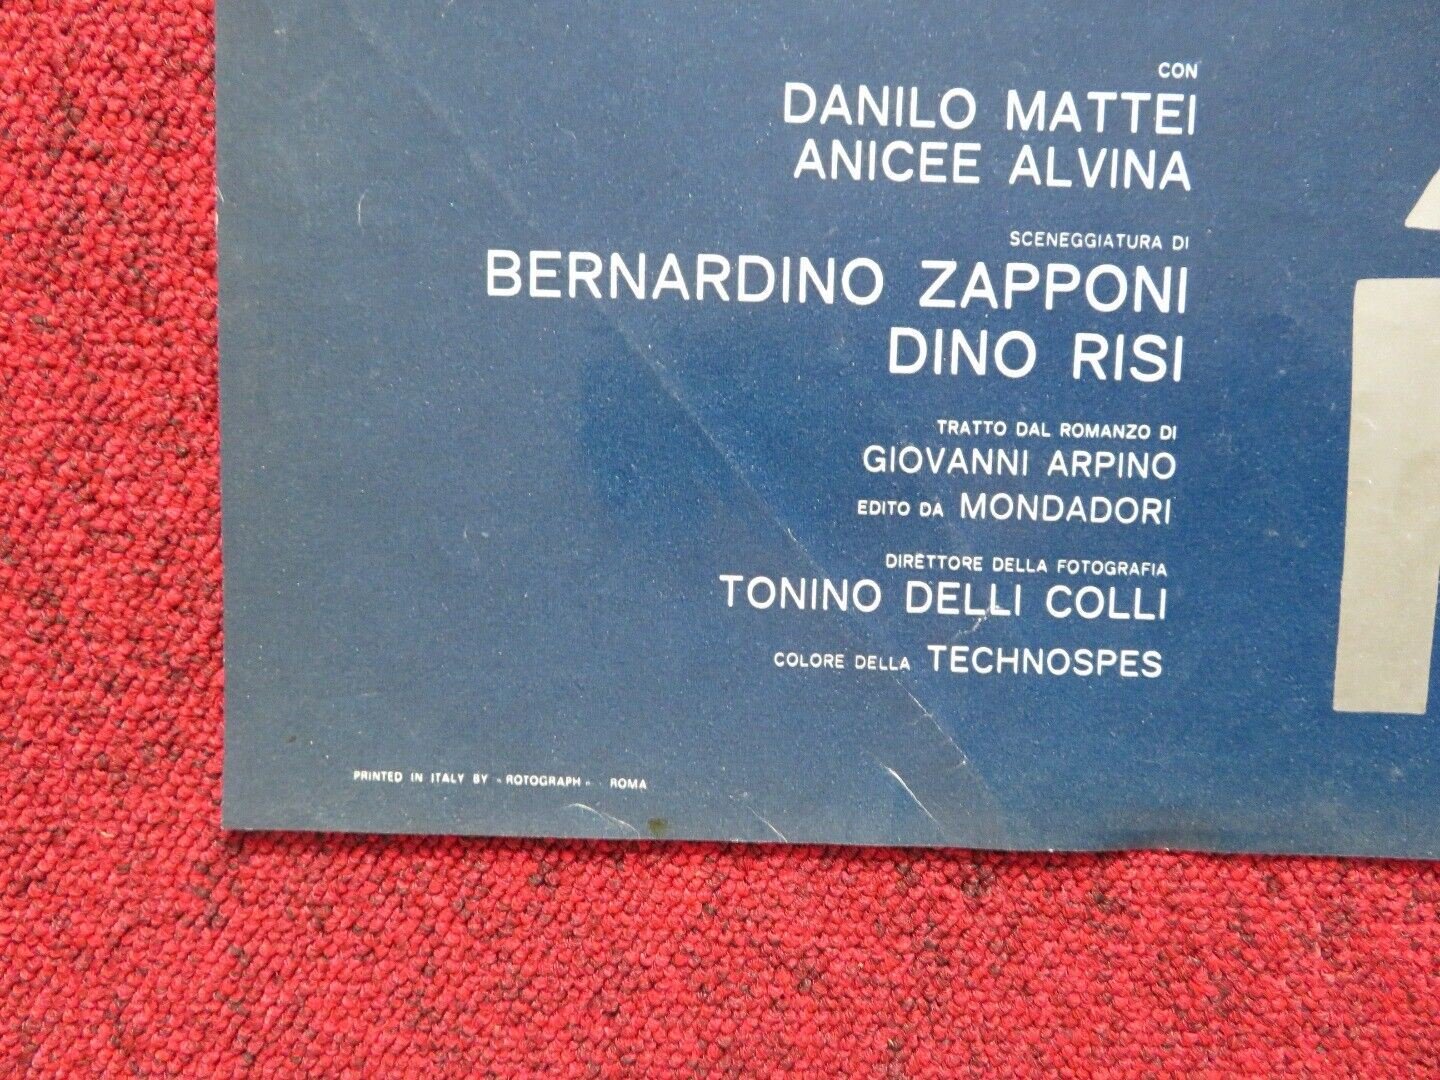 CON
DANILO MATTEI
ANICEE ALVINA
SCENEGGIATURA DI
BERNARDINO ZAPPONI
DINO RISI
TRATTO DAL ROMANZO DI
GIOVANNI ARPINO
EDITO DA MONDADORI
DIRETTORE DELLA FOTOGRAFIA
TONINO DELLI COLLI
COLORE DELLA TECHNOSPES
PRINTED IN ITALY BY «ROTOGRAPH» ROMA